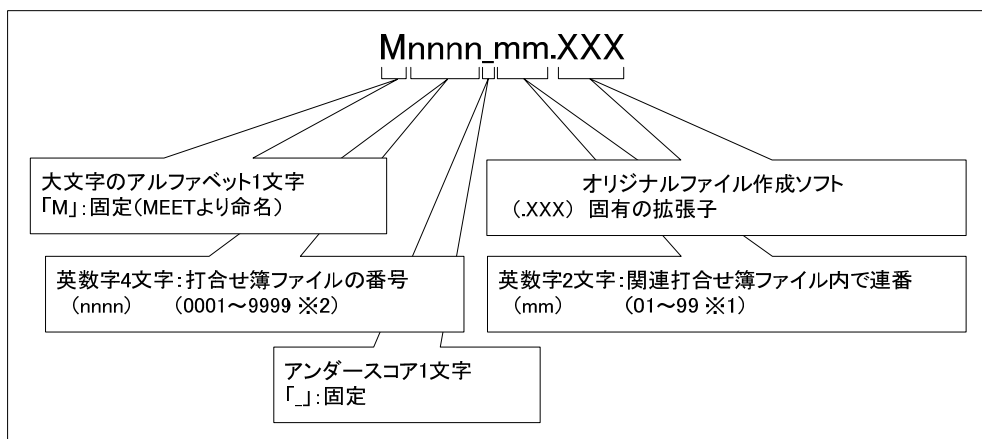 Mnnnn_mm.XXX
大文字のアルファベット1文字
「M」：固定（MEETより命名）
オリジナルファイル作成ソフト
（.XXX） 固有の拡張子
英数字4文字：打合せ簿ファイルの番号
（nnnn） （0001～9999 ※2）
英数字2文字：関連打合せ簿ファイル内で連番
（mm） （01～99 ※1）
アンダースコア1文字
「_」：固定